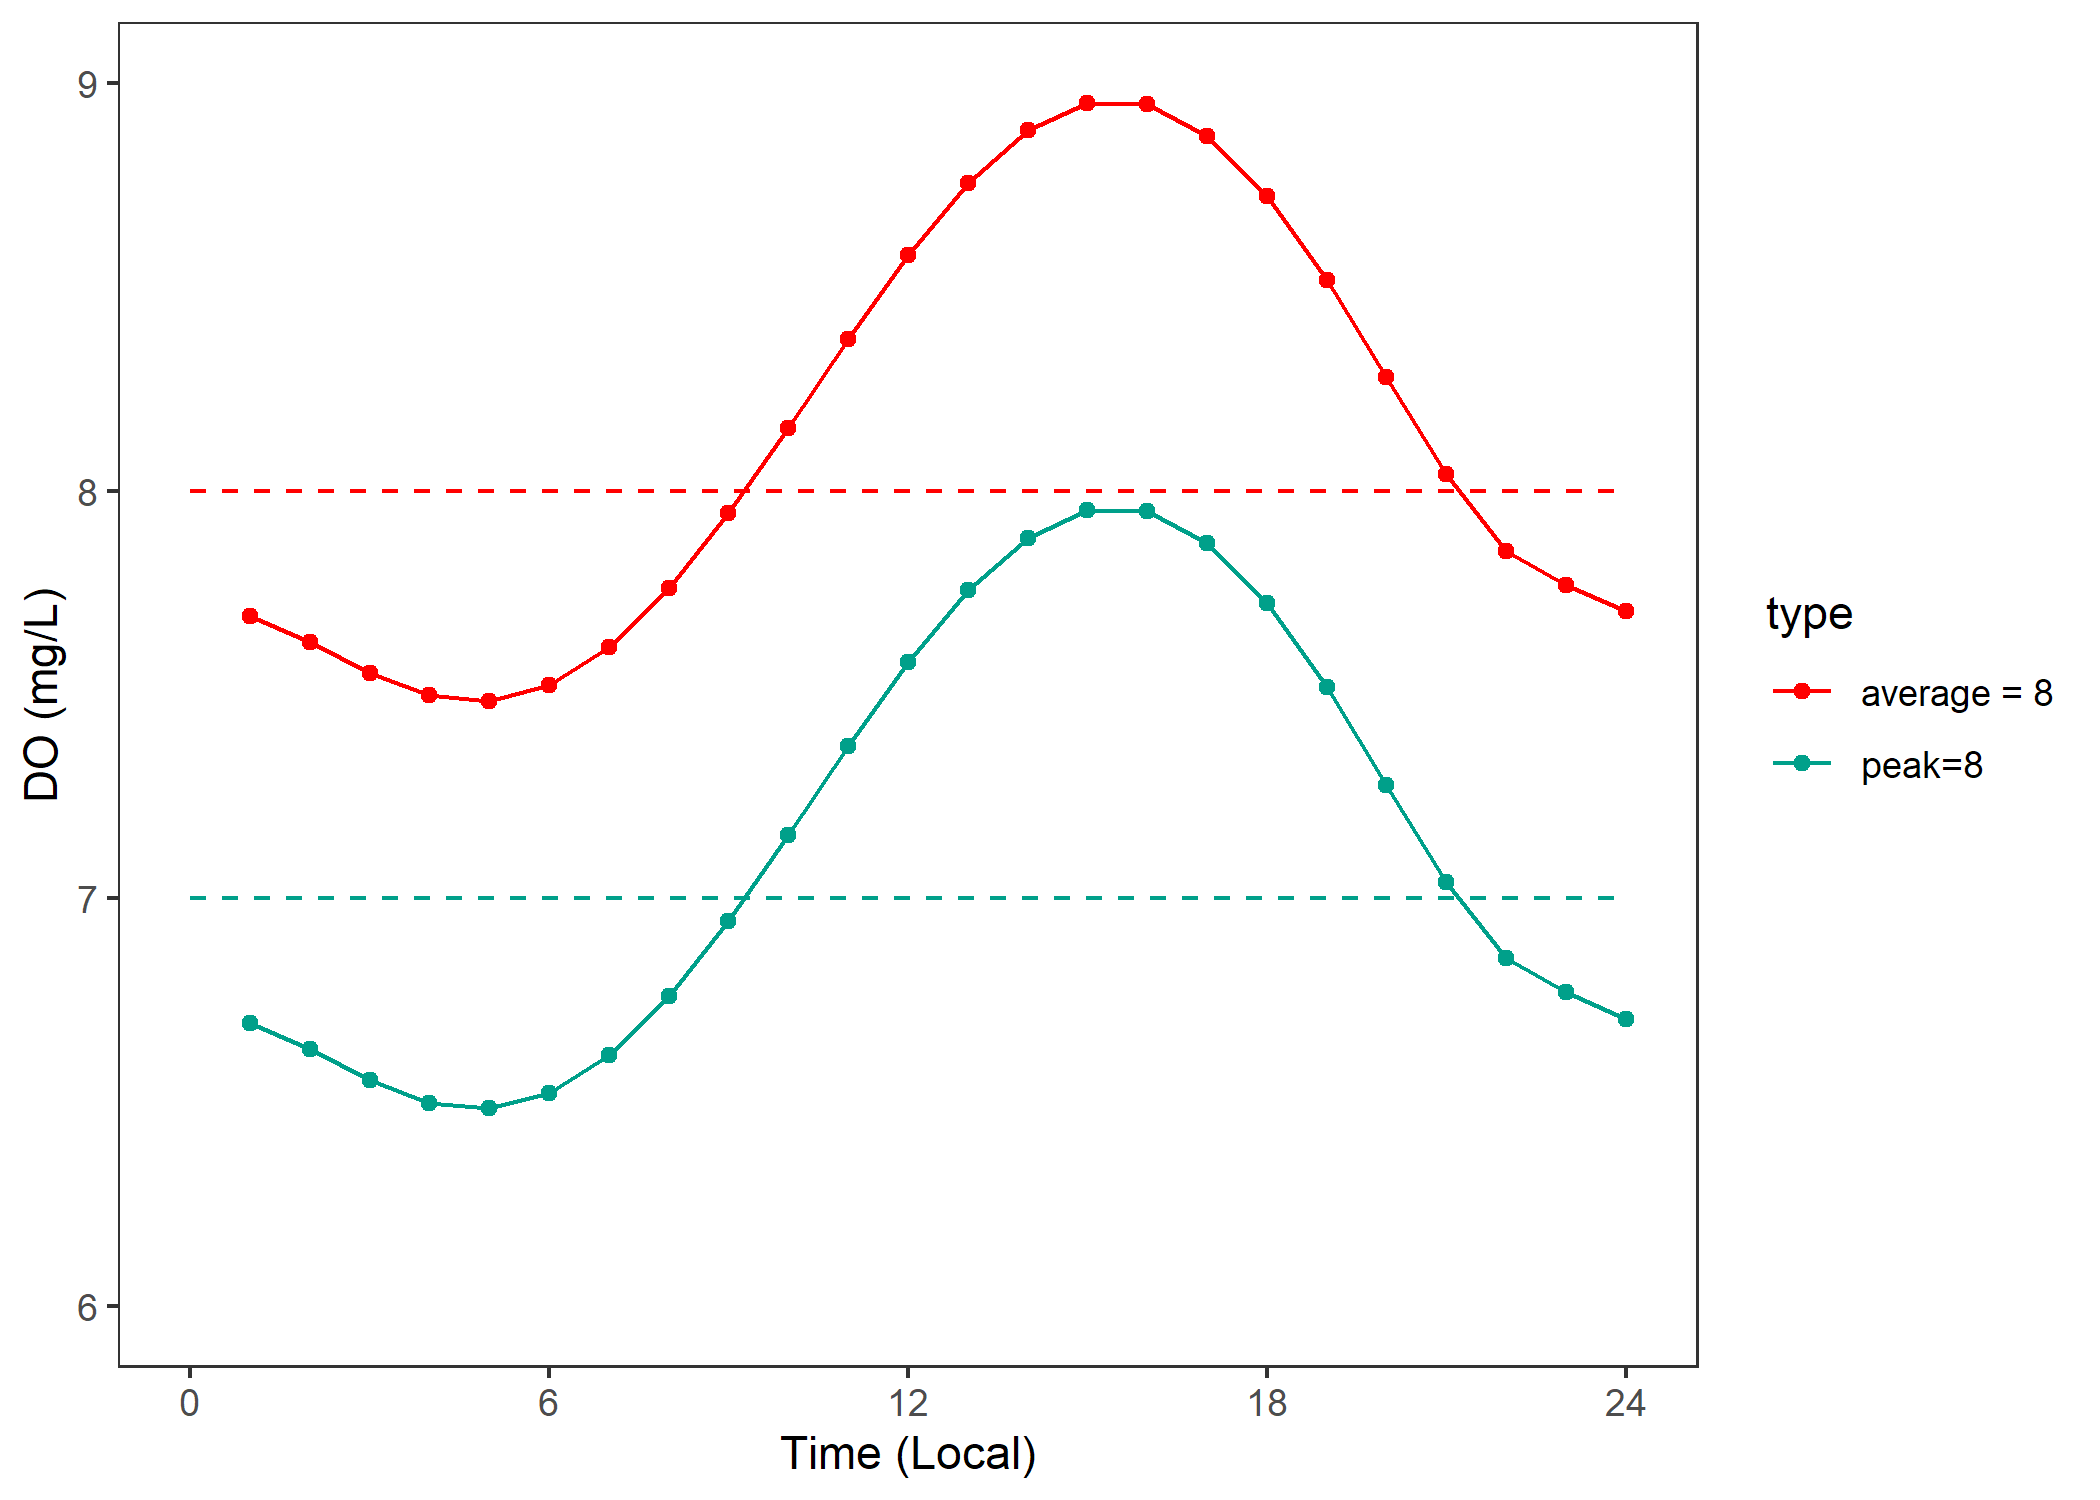 9
8
7
6
DO (mg/L)
0 6 12 18 24
Time (Local)
type
average = 8
peak=8